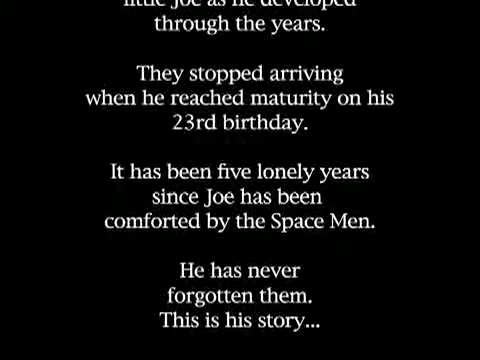 little Joe as he developed
through the years.
They stopped arriving
when he reached maturity on his
23rd birthday.
It has been five lonely years
since Joe has been
comforted by the Space Men.
He has never
forgotten them.
This is his story...